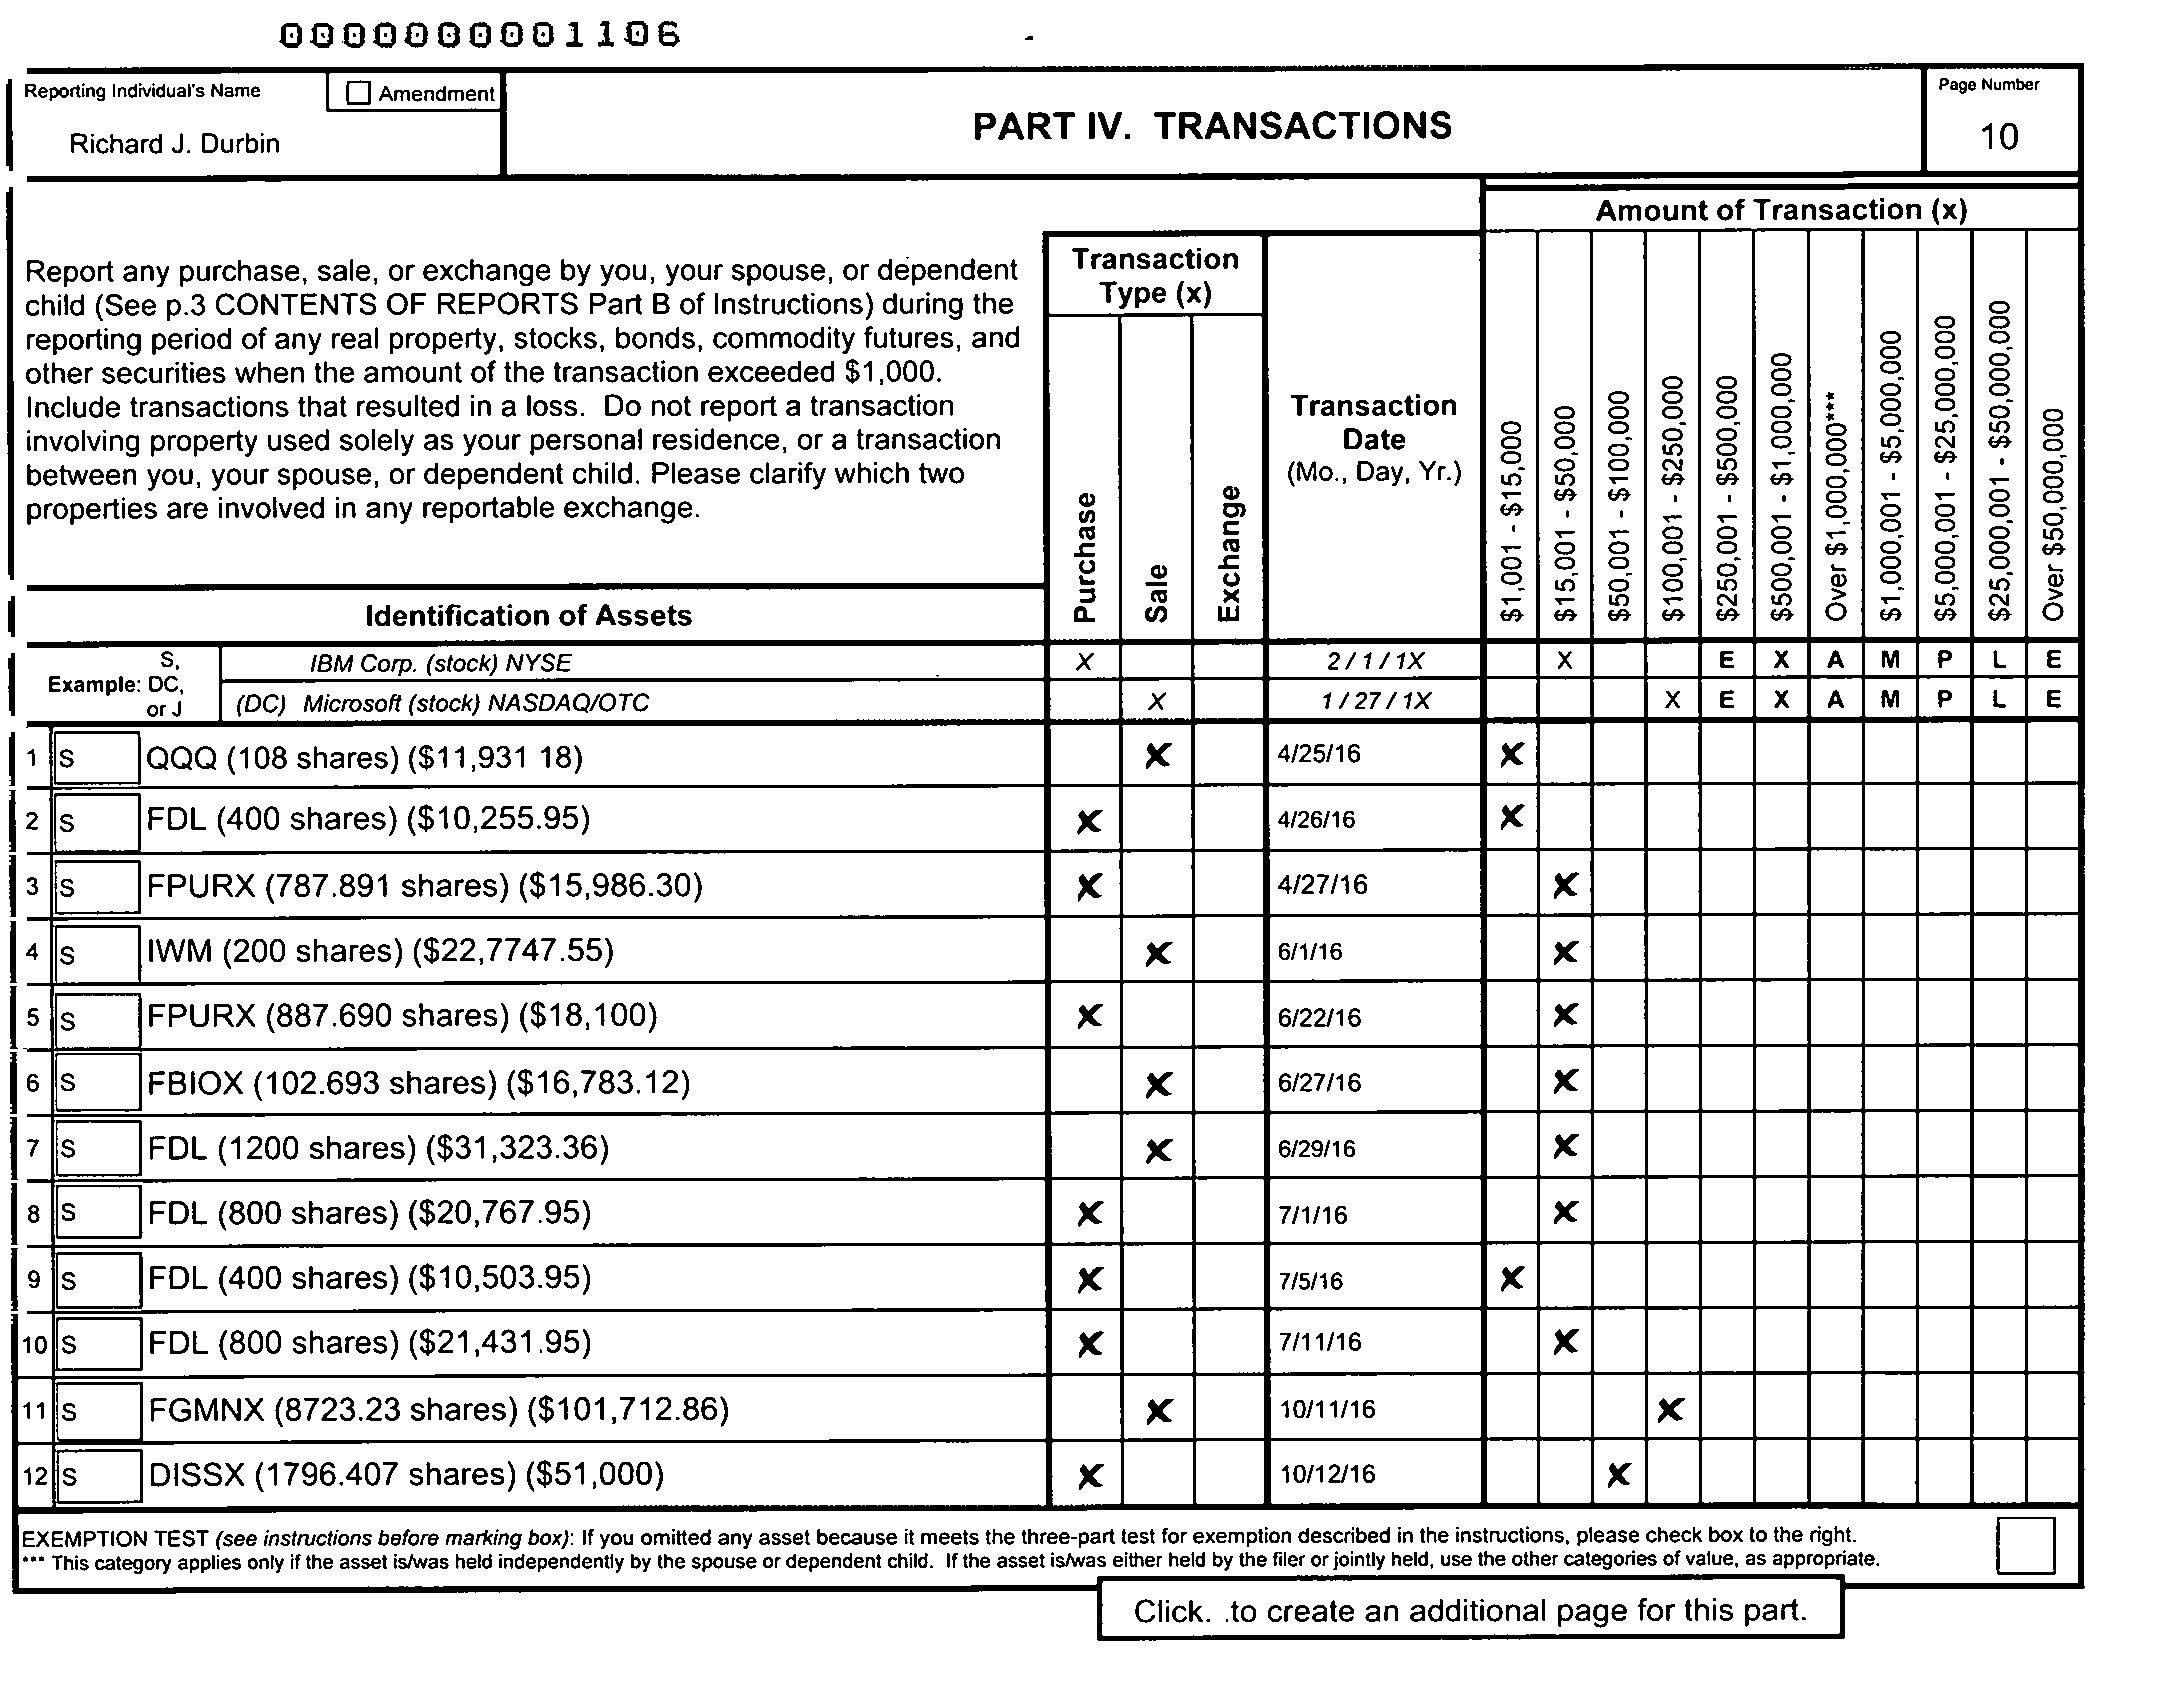 0000000001106
Reporting Individual's Name
☐ Amendment
Richard J. Durbin
PART IV. TRANSACTIONS
Page Number
10
Amount of Transaction (x)
Report any purchase, sale, or exchange by you, your spouse, or dependent
child (See p.3 CONTENTS OF REPORTS Part B of Instructions) during the
reporting period of any real property, stocks, bonds, commodity futures, and
other securities when the amount of the transaction exceeded $1,000.
Include transactions that resulted in a loss. Do not report a transaction
involving property used solely as your personal residence, or a transaction
between you, your spouse, or dependent child. Please clarify which two
properties are involved in any reportable exchange.
Transaction
Type (x)
Purchase
Sale
Exchange
Transaction
Date
(Mo., Day, Yr.)
$1,001 - $15,000
$15,001 - $50,000
$50,001 - $100,000
$100,001 - $250,000
$250,001 - $500,000
$500,001 - $1,000,000
Over $1,000,000***
$1,000,001 - $5,000,000
$5,000,001 - $25,000,000
$25,000,001 - $50,000,000
Over $50,000,000
Identification of Assets
Example: S, DC, or J
IBM Corp. (stock) NYSE X 2 / 1 / 1X X E X A M P L E
(DC) Microsoft (stock) NASDAQ/OTC X 1 / 27 / 1X X E X A M P L E
1 S QQQ (108 shares) ($11,931 18) X 4/25/16 X
2 S FDL (400 shares) ($10,255.95) X 4/26/16 X
3 S FPURX (787.891 shares) ($15,986.30) X 4/27/16 X
4 S IWM (200 shares) ($22,7747.55) X 6/1/16 X
5 S FPURX (887.690 shares) ($18,100) X 6/22/16 X
6 S FBIOX (102.693 shares) ($16,783.12) X 6/27/16 X
7 S FDL (1200 shares) ($31,323.36) X 6/29/16 X
8 S FDL (800 shares) ($20,767.95) X 7/1/16 X
9 S FDL (400 shares) ($10,503.95) X 7/5/16 X
10 S FDL (800 shares) ($21,431.95) X 7/11/16 X
11 S FGMNX (8723.23 shares) ($101,712.86) X 10/11/16 X
12 S DISSX (1796.407 shares) ($51,000) X 10/12/16 X
EXEMPTION TEST (see instructions before marking box): If you omitted any asset because it meets the three-part test for exemption described in the instructions, please check box to the right.
*** This category applies only if the asset is/was held independently by the spouse or dependent child. If the asset is/was either held by the filer or jointly held, use the other categories of value, as appropriate.
Click. .to create an additional page for this part.